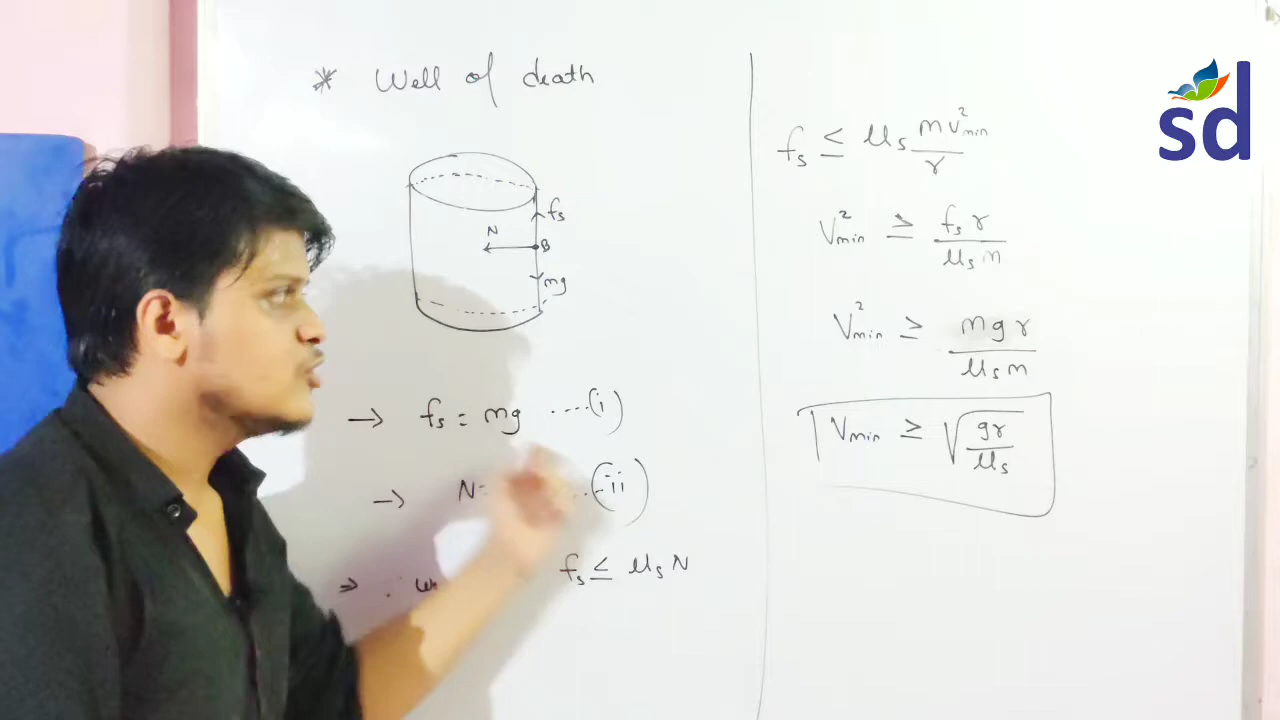 * Well of death
fs
N
B
mg
→ fs = mg ....(i)
→ N= ..(ii)
⇒ ∴ fs ≤ μs N
fs ≤ μs mv²min/r
V²min ≥ fs r/μs m
V²min ≥ mgr/μs m
Vmin ≥ √gr/μs
sd